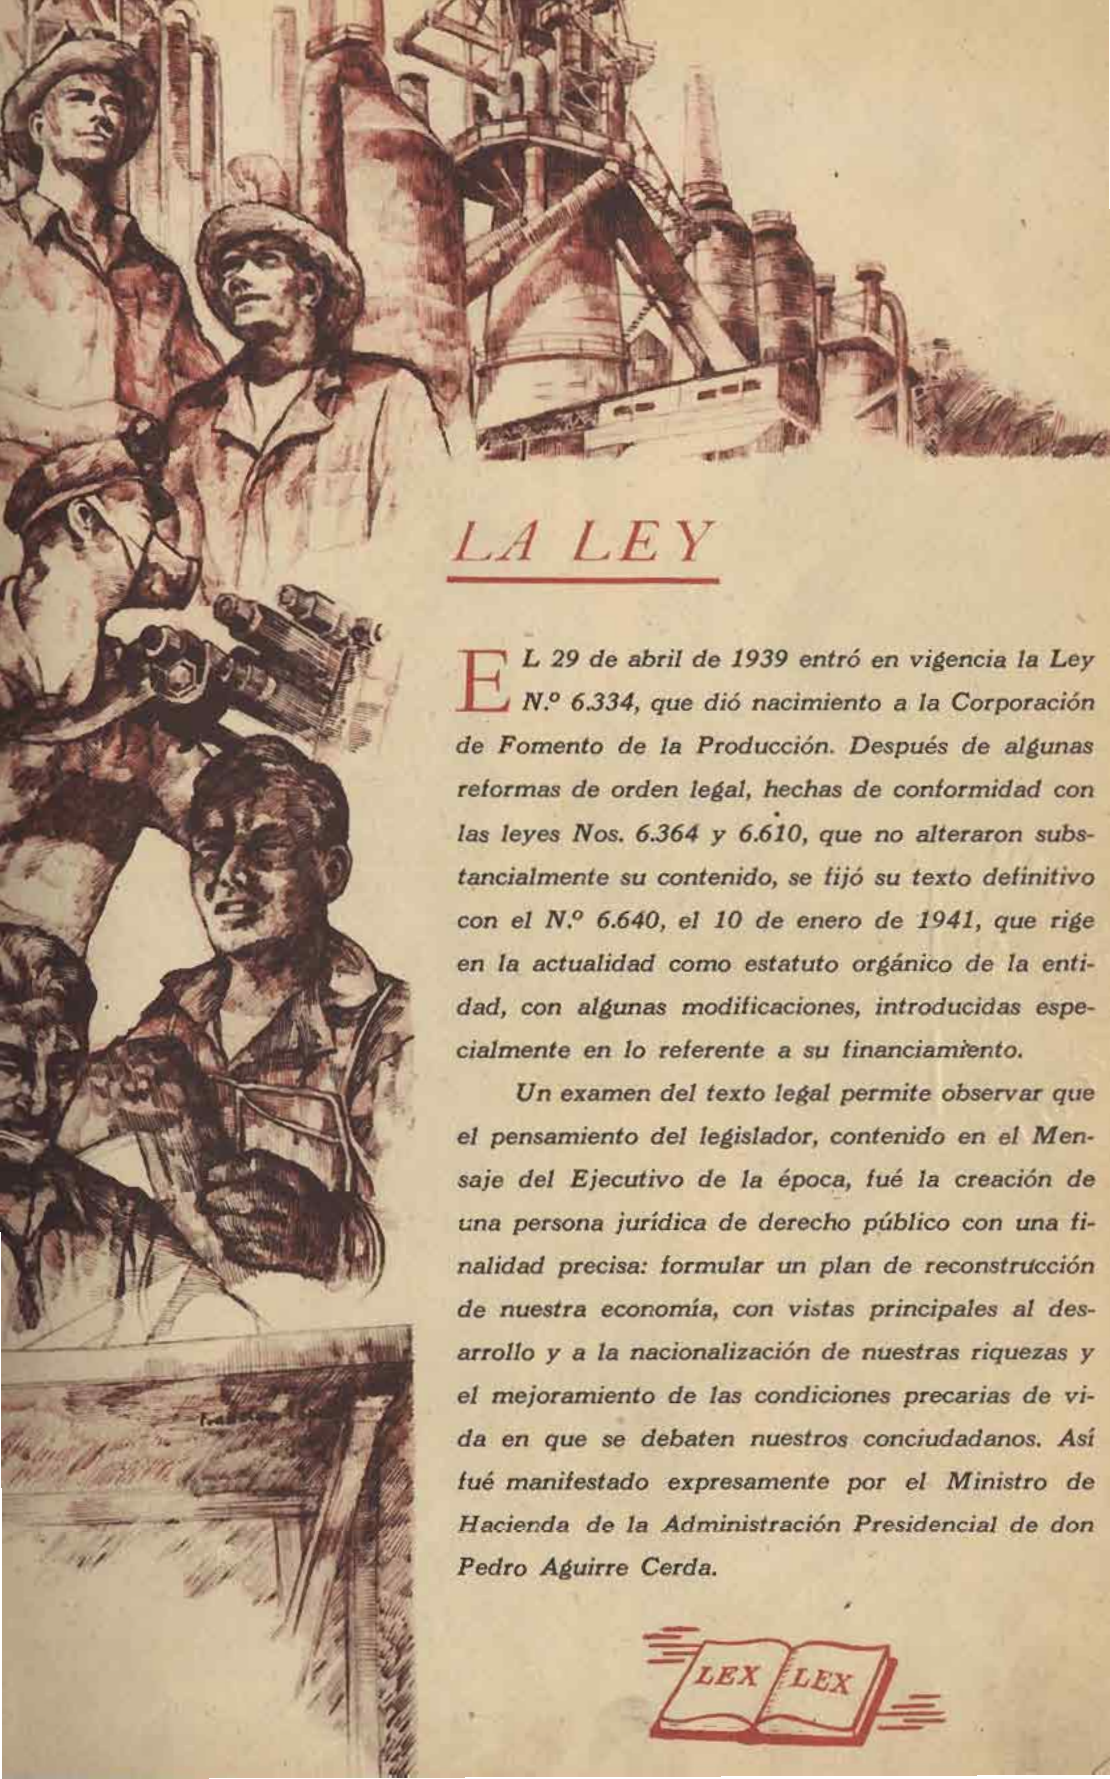 LA LEY
EL 29 de abril de 1939 entró en vigencia la Ley
N.º 6.334, que dió nacimiento a la Corporación
de Fomento de la Producción. Después de algunas
reformas de orden legal, hechas de conformidad con
las leyes Nos. 6.364 y 6.610, que no alteraron subs-
tancialmente su contenido, se fijó su texto definitivo
con el N.º 6.640, el 10 de enero de 1941, que rige
en la actualidad como estatuto orgánico de la enti-
dad, con algunas modificaciones, introducidas espe-
cialmente en lo referente a su financiamiento.
Un examen del texto legal permite observar que
el pensamiento del legislador, contenido en el Men-
saje del Ejecutivo de la época, fué la creación de
una persona jurídica de derecho público con una fi-
nalidad precisa: formular un plan de reconstrucción
de nuestra economía, con vistas principales al des-
arrollo y a la nacionalización de nuestras riquezas y
el mejoramiento de las condiciones precarias de vi-
da en que se debaten nuestros conciudadanos. Así
fué manifestado expresamente por el Ministro de
Hacienda de la Administración Presidencial de don
Pedro Aguirre Cerda.
LEX LEX